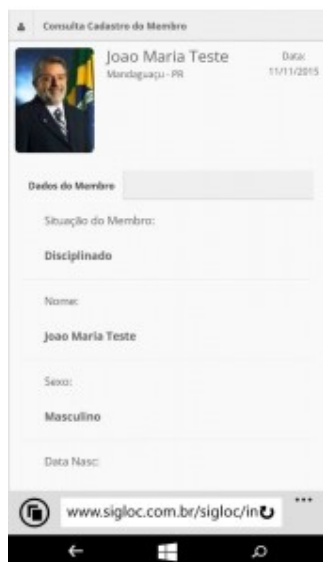 Consulta Cadastro do Membro
Joao Maria Teste
Data:
Mandaguaçu - PR
11/11/2015
Dados do Membro
Situação do Membro:
Disciplinado
Nome:
Joao Maria Teste
Sexo:
Masculino
Data Nasc:
www.sigloc.com.br/sigloc/in